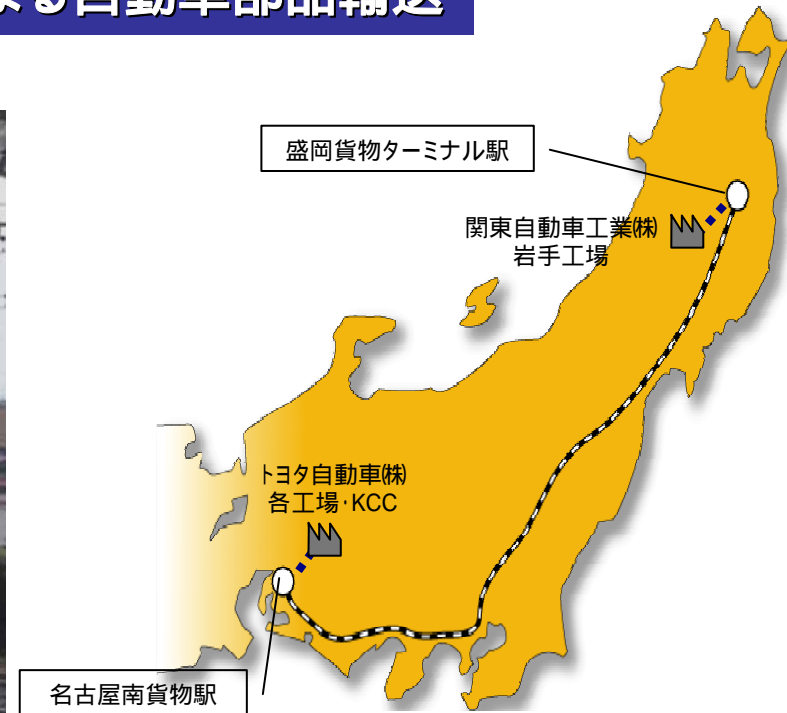 よる自動車部品輸送
盛岡貨物ターミナル駅
関東自動車工業㈱
岩手工場
トヨタ自動車㈱
各工場・KCC
名古屋南貨物駅